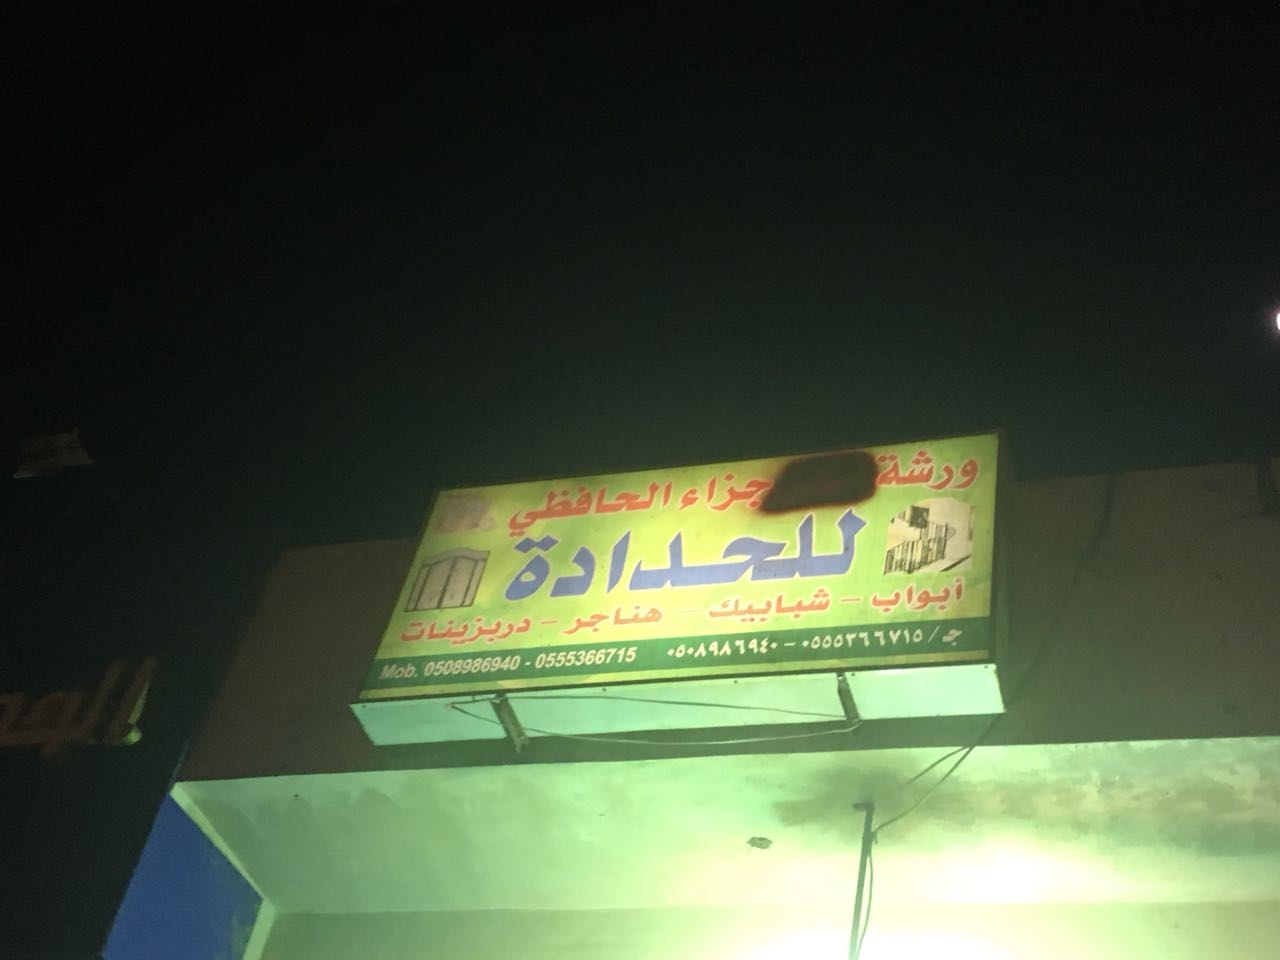 ورشة جزاء الحافظي
للحدادة
أبواب – شبابيك – هناجر – دربزينات
Mob. 0508986940 - 0555366715 ج / ٠٥٥٥٣٦٦٧١٥ – ٠٥٠٨٩٨٦٩٤٠